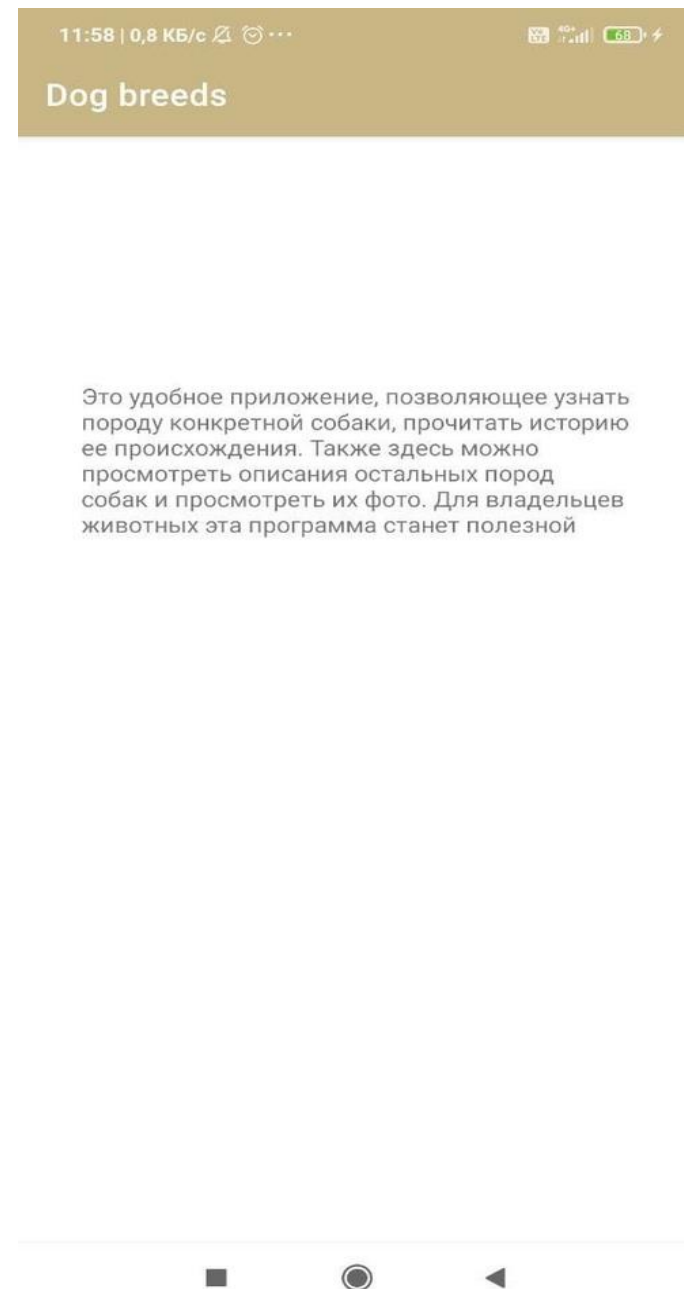 11:58 | 0,8 КБ/с
68
Dog breeds
Это удобное приложение, позволяющее узнать
породу конкретной собаки, прочитать историю
ее происхождения. Также здесь можно
просмотреть описания остальных пород
собак и просмотреть их фото. Для владельцев
животных эта программа станет полезной